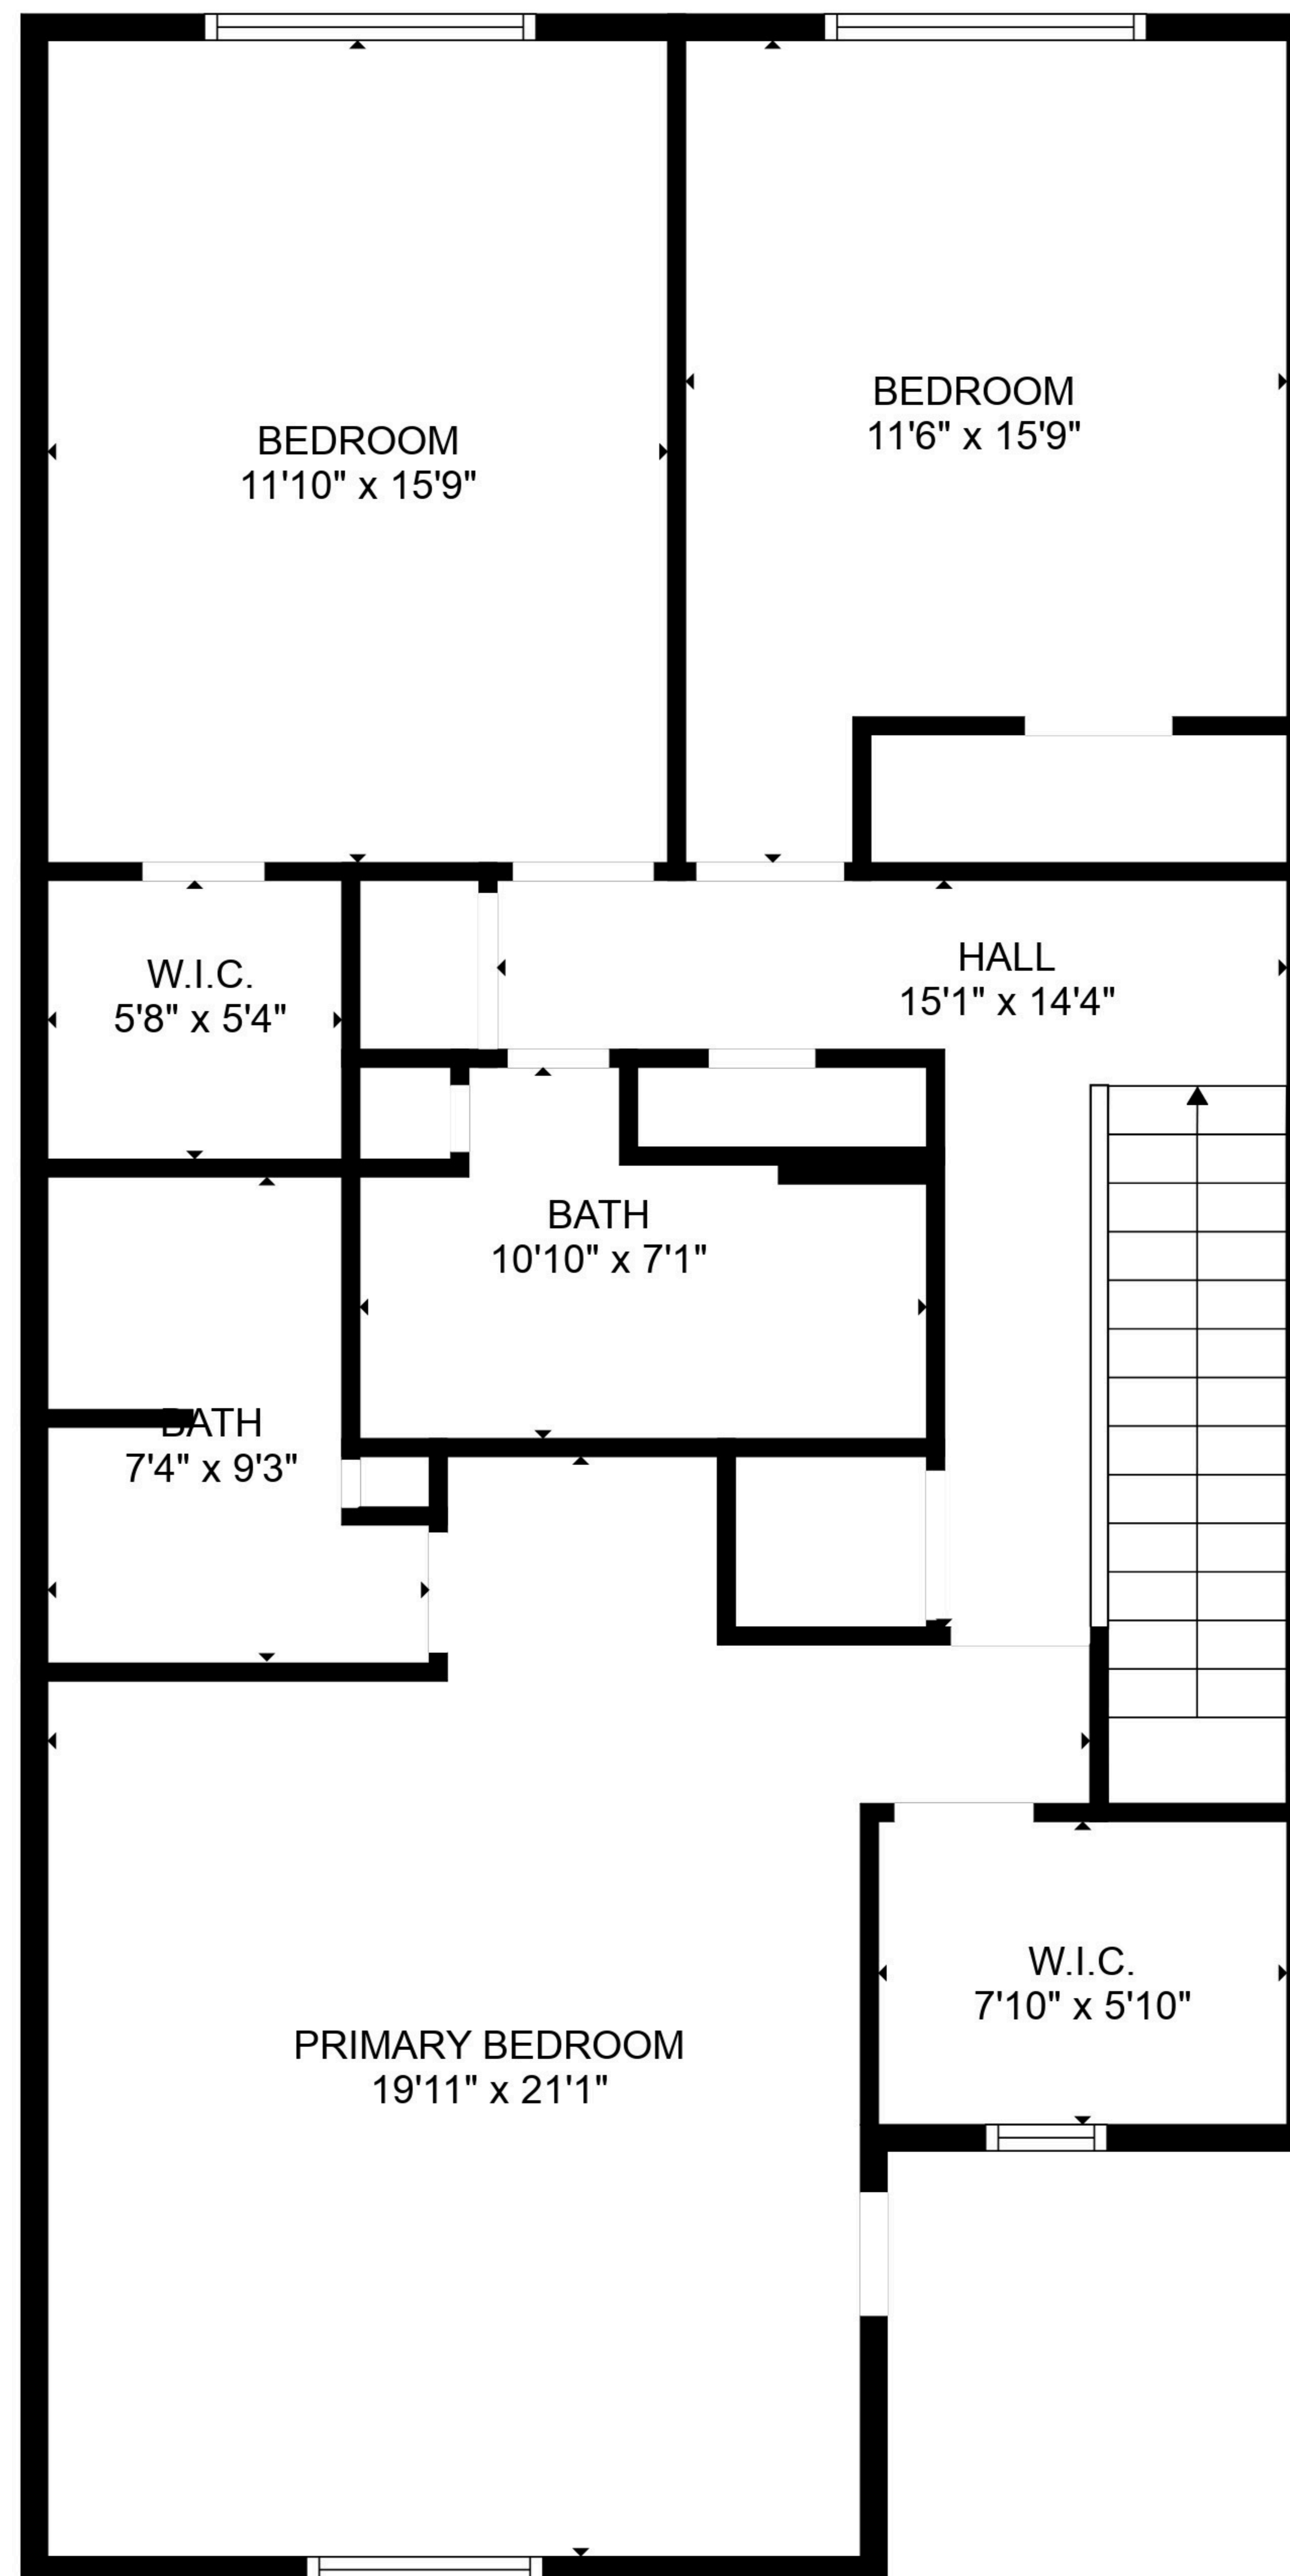 BEDROOM
11'10" x 15'9"
BEDROOM
11'6" x 15'9"
W.I.C.
5'8" x 5'4"
HALL
15'1" x 14'4"
BATH
10'10" x 7'1"
BATH
7'4" x 9'3"
W.I.C.
7'10" x 5'10"
PRIMARY BEDROOM
19'11" x 21'1"